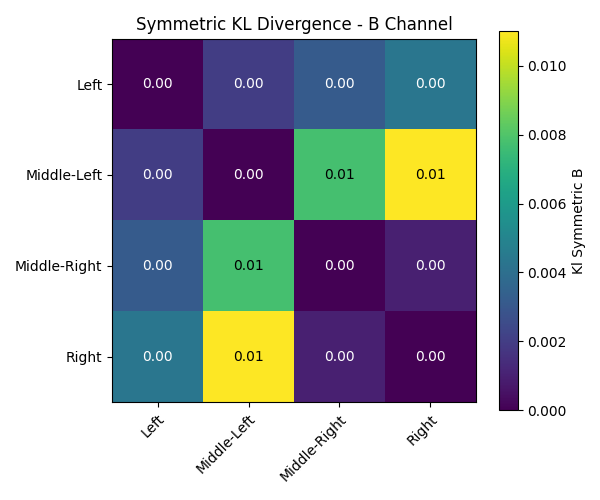 Symmetric KL Divergence - B Channel
Left 0.00 0.00 0.00 0.00
Middle-Left 0.00 0.00 0.01 0.01
Middle-Right 0.00 0.01 0.00 0.00
Right 0.00 0.01 0.00 0.00
Left Middle-Left Middle-Right Right
0.010
0.008
0.006
0.004
0.002
0.000
Kl Symmetric B